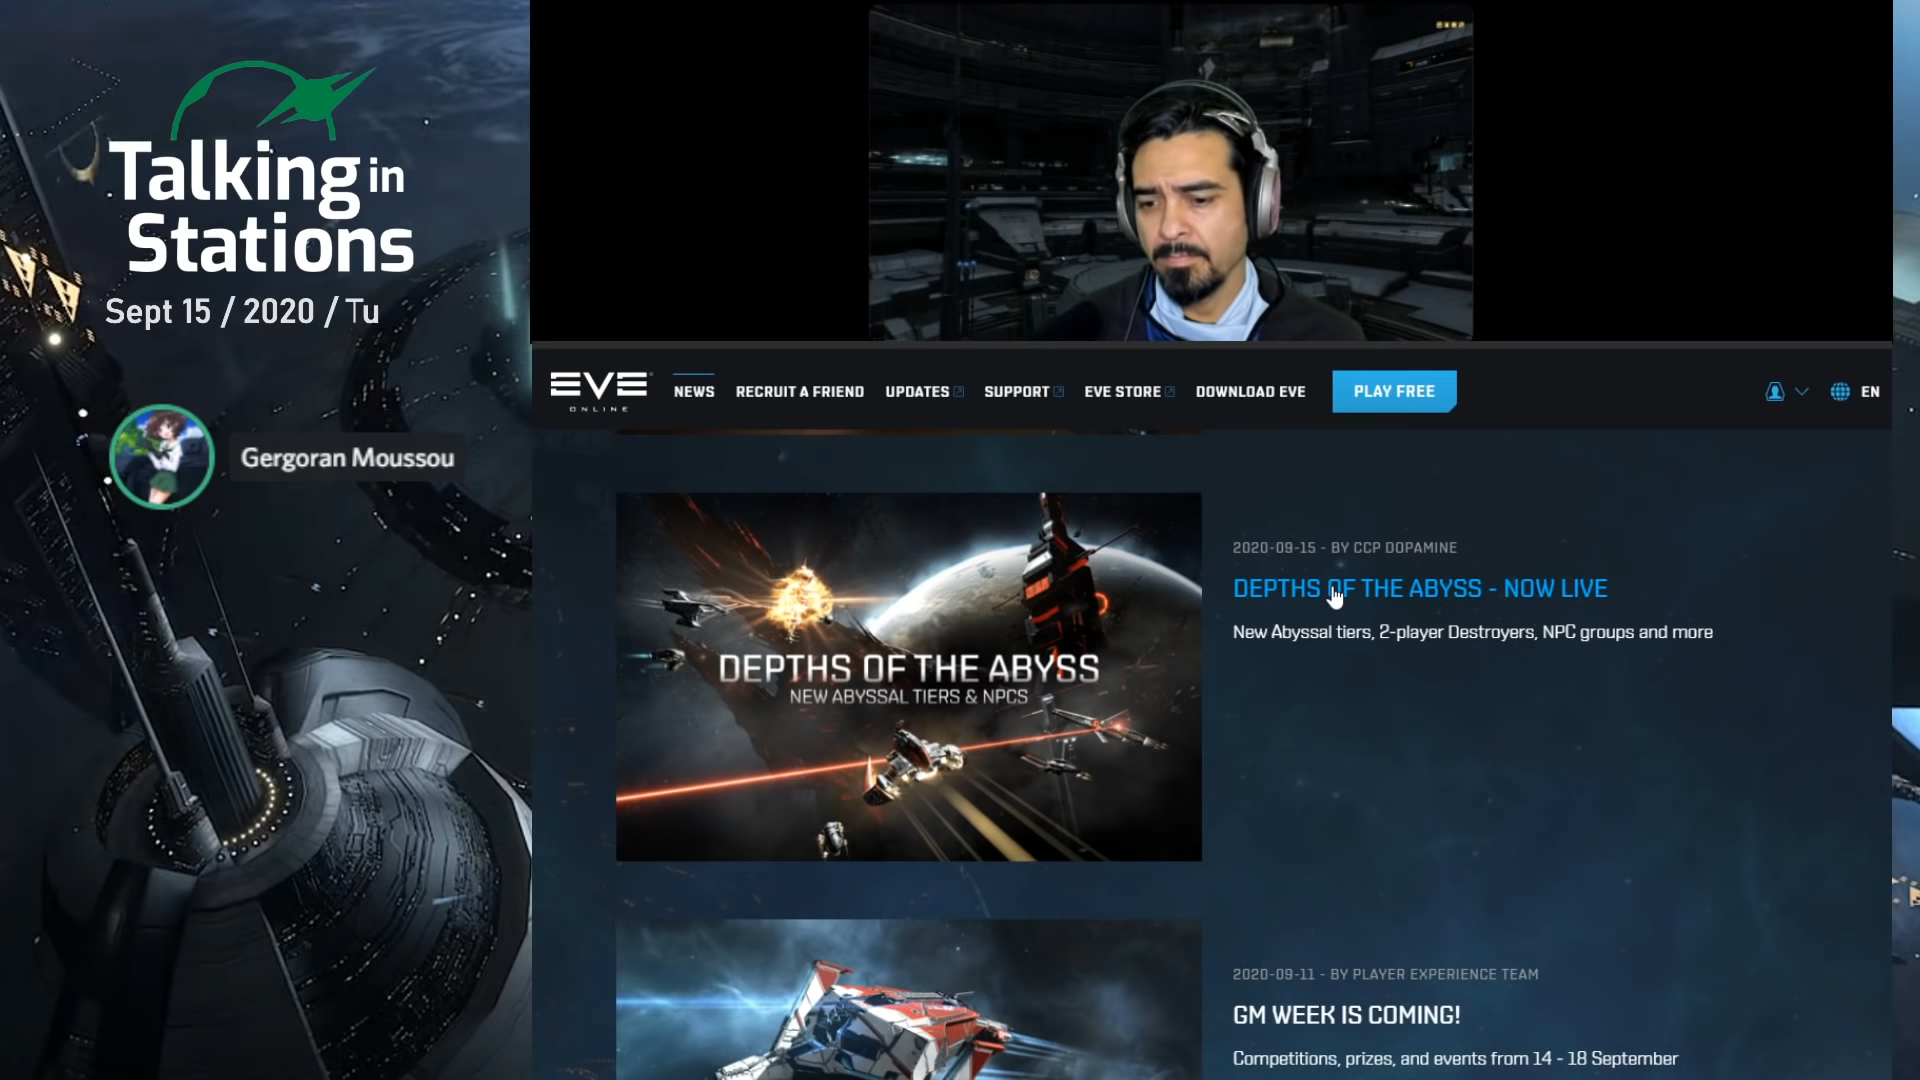 Talking in
Stations
Sept 15 / 2020 / Tu
Gergoran Moussou
EVE
ONLINE
NEWS
RECRUIT A FRIEND
UPDATES
SUPPORT
EVE STORE
DOWNLOAD EVE
PLAY FREE
EN
DEPTHS OF THE ABYSS
NEW ABYSSAL TIERS & NPCS
2020-09-15 - BY CCP DOPAMINE
DEPTHS OF THE ABYSS - NOW LIVE
New Abyssal tiers, 2-player Destroyers, NPC groups and more
2020-09-11 - BY PLAYER EXPERIENCE TEAM
GM WEEK IS COMING!
Competitions, prizes, and events from 14 - 18 September